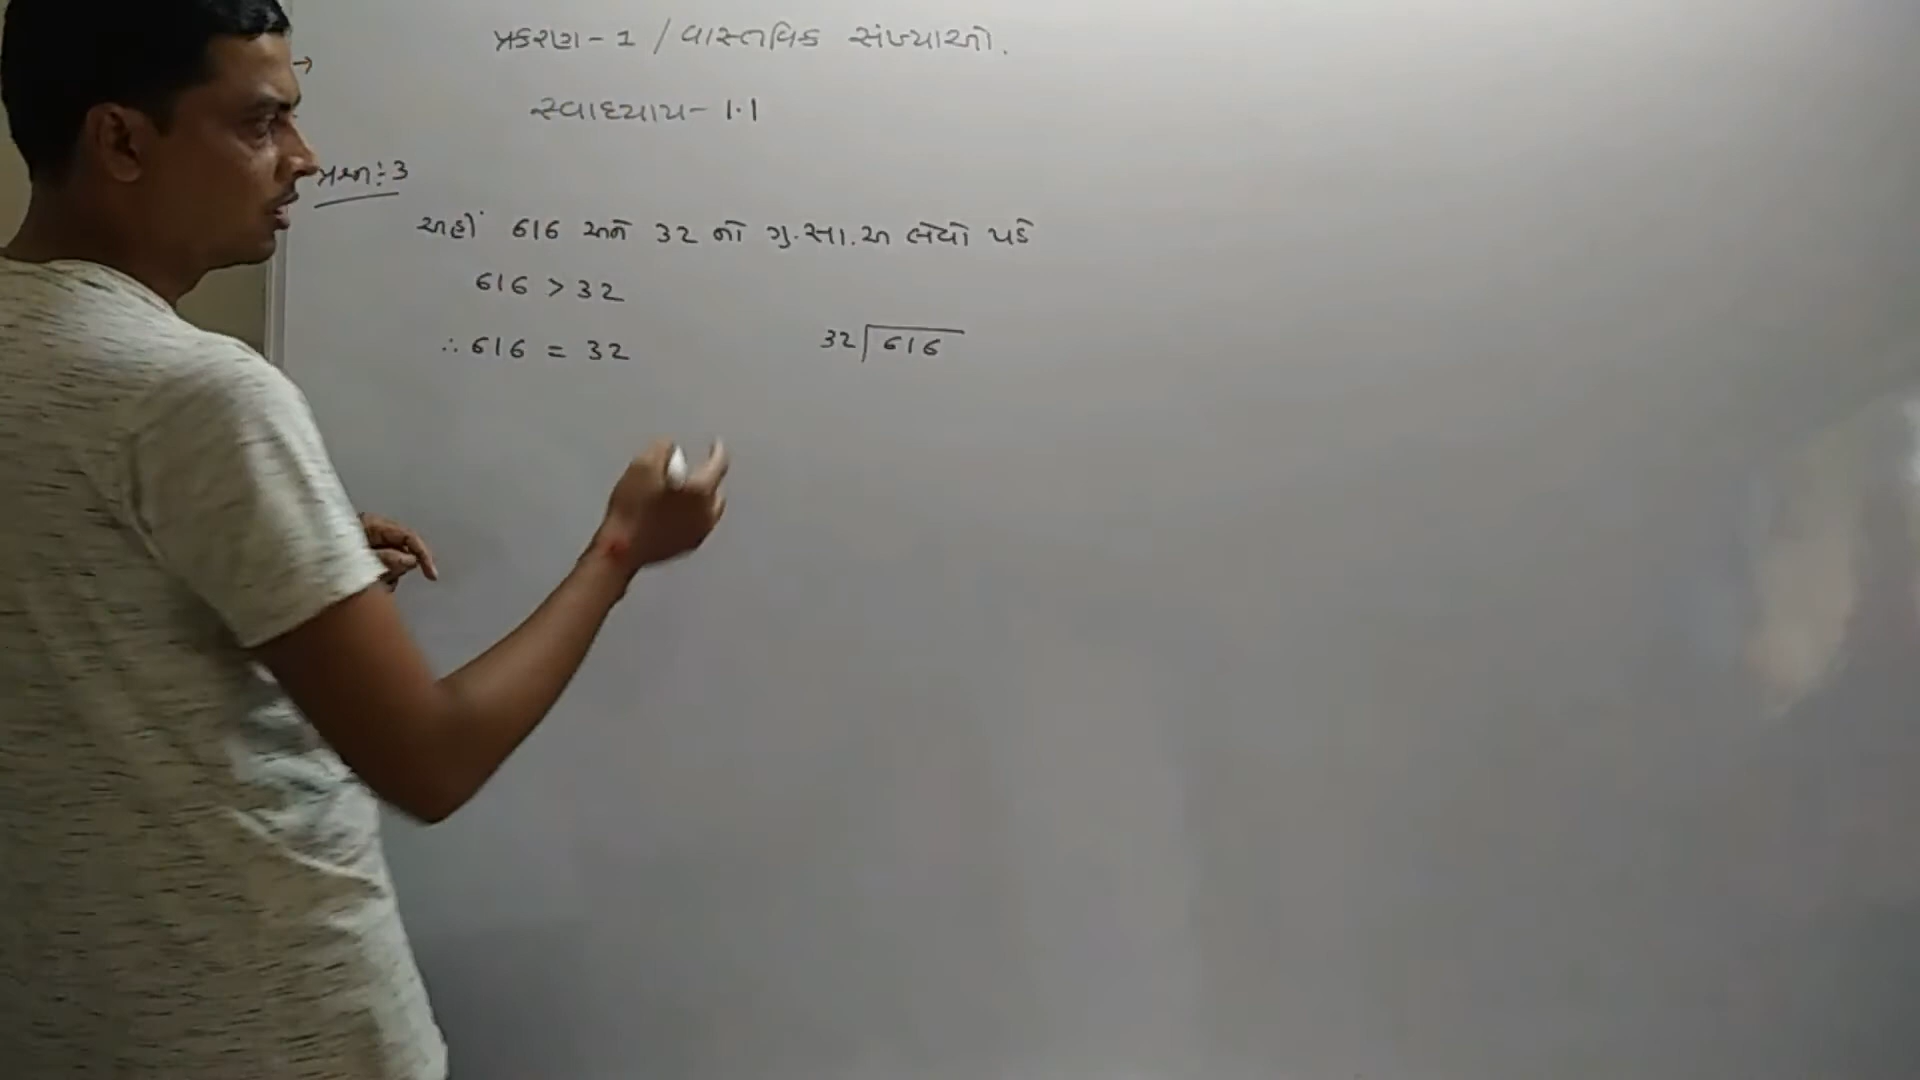 પ્રકરણ - 1 / વાસ્તવિક સંખ્યાઓ.
→
સ્વાધ્યાય - 1.1
પ્રશ્ન: 3
અહીં 616 અને 32 નો ગુ.સા.અ લેવો પડે
616 > 32
∴ 616 = 32
32 616